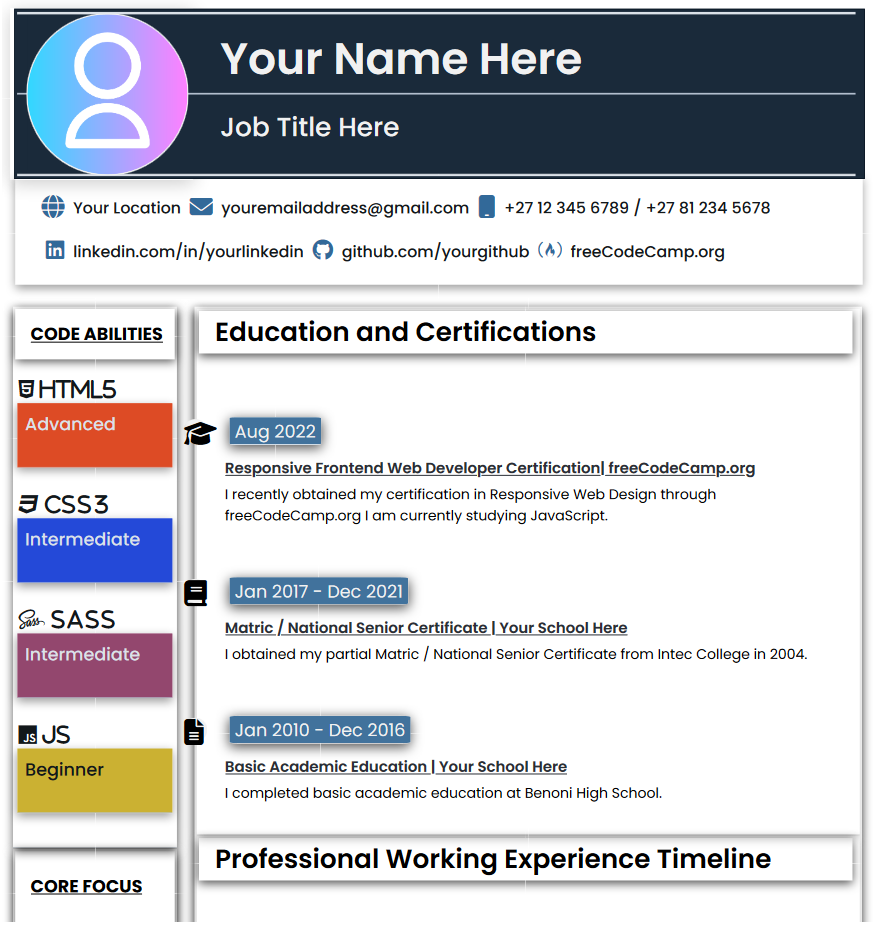 Your Name Here
Job Title Here
Your Location youremailaddress@gmail.com +27 12 345 6789 / +27 81 234 5678
linkedin.com/in/yourlinkedin github.com/yourgithub freeCodeCamp.org
CODE ABILITIES
HTML5
Advanced
CSS3
Intermediate
Sass SASS
Intermediate
JS JS
Beginner
CORE FOCUS
Education and Certifications
Aug 2022
Responsive Frontend Web Developer Certification| freeCodeCamp.org
I recently obtained my certification in Responsive Web Design through
freeCodeCamp.org I am currently studying JavaScript.
Jan 2017 - Dec 2021
Matric / National Senior Certificate | Your School Here
I obtained my partial Matric / National Senior Certificate from Intec College in 2004.
Jan 2010 - Dec 2016
Basic Academic Education | Your School Here
I completed basic academic education at Benoni High School.
Professional Working Experience Timeline